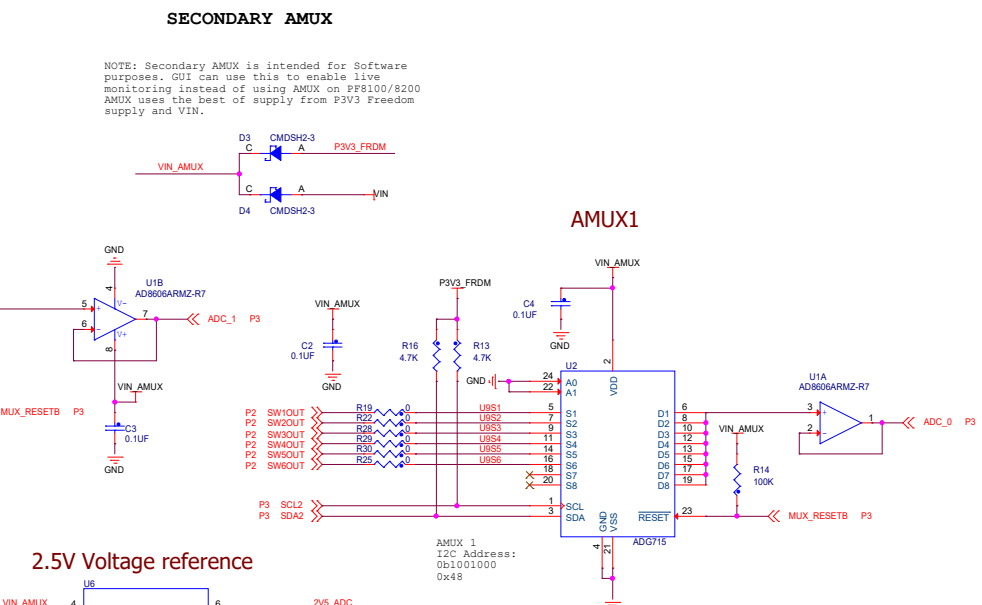 SECONDARY AMUX
NOTE: Secondary AMUX is intended for Software
purposes. GUI can use this to enable live
monitoring instead of using AMUX on PF8100/8200
AMUX uses the best of supply from P3V3 Freedom
supply and VIN.
D3 CMDSH2-3
C A P3V3_FRDM
VIN_AMUX
C A VIN
D4 CMDSH2-3
AMUX1
GND
U1B
AD8606ARMZ-R7
4
V-
5
+
7
ADC_1 P3
6
-
V+
8
VIN_AMUX
MUX_RESETB P3
C3
0.1UF
GND
VIN_AMUX
C2
0.1UF
GND
P3V3_FRDM
R16
4.7K
R13
4.7K
VIN_AMUX
C4
0.1UF
GND
2
U2
VDD
GND
24 A0
22 A1
P2 SW1OUT R19 0 U9S1 5 S1
P2 SW2OUT R22 0 U9S2 7 S2
P2 SW3OUT R28 0 U9S3 9 S3
P2 SW4OUT R29 0 U9S4 11 S4
P2 SW5OUT R30 0 U9S5 14 S5
P2 SW6OUT R25 0 U9S6 16 S6
18 S7
20 S8
P3 SCL2 1 SCL
P3 SDA2 3 SDA
D1 6
D2 8
D3 10
D4 12
D5 13
D6 15
D7 17
D8 19
GND
VSS
RESET 23
4
21
ADG715
U1A
AD8606ARMZ-R7
3
+
1
ADC_0 P3
2
-
VIN_AMUX
R14
100K
MUX_RESETB P3
AMUX 1
I2C Address:
0b1001000
0x48
2.5V Voltage reference
U6
VIN_AMUX 4 6 2V5_ADC